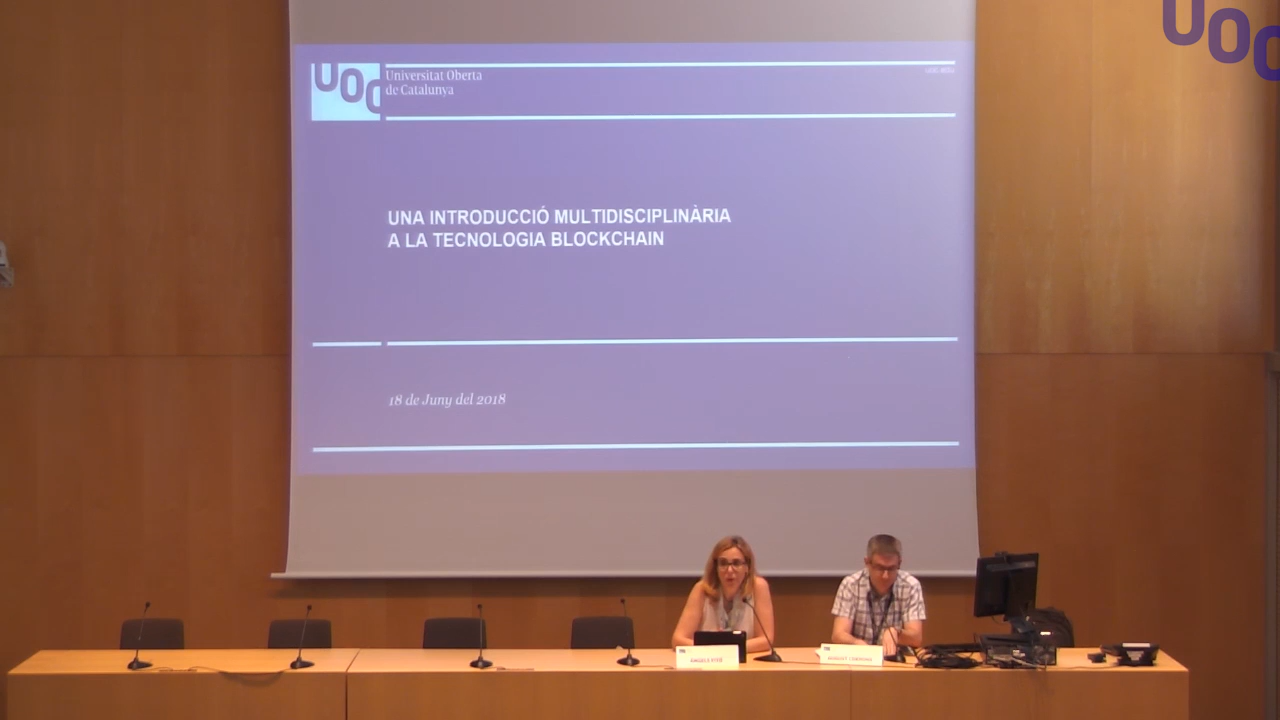 UOC
UOC
Universitat Oberta
de Catalunya
UNA INTRODUCCIÓ MULTIDISCIPLINÀRIA
A LA TECNOLOGIA BLOCKCHAIN
18 de Juny del 2018